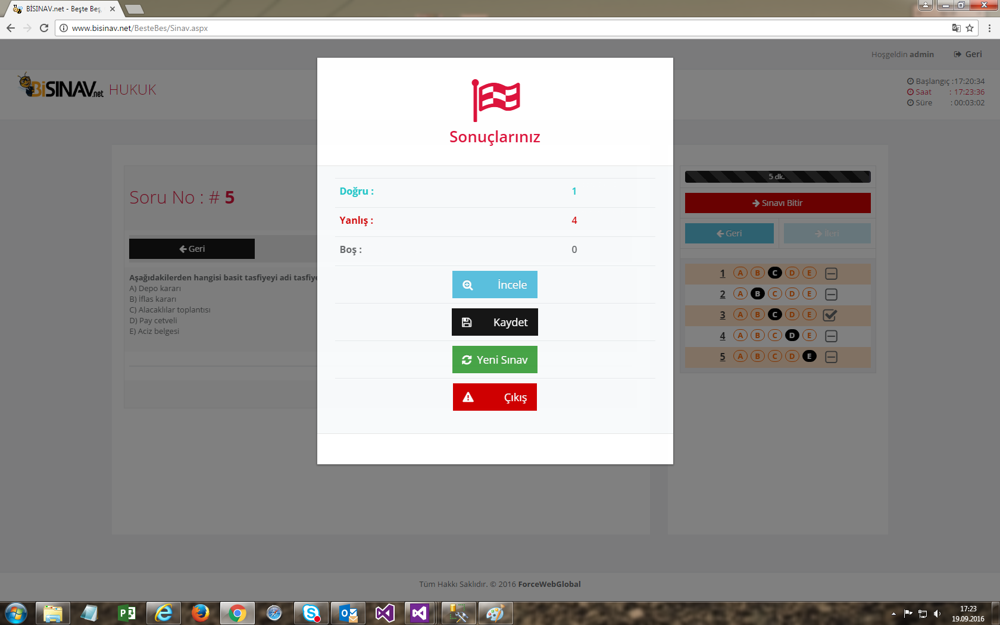 BİSINAV.net - Beşte Beş
www.bisinav.net/BesteBes/Sinav.aspx
Hoşgeldin admin
Geri
BiSINAV.net HUKUK
Başlangıç :17:20:34
Saat : 17:23:36
Süre : 00:03:02
Sonuçlarınız
Doğru : 1
Yanlış : 4
Boş : 0
İncele
Kaydet
Yeni Sınav
Çıkış
Soru No : # 5
Geri
Aşağıdakilerden hangisi basit tasfiyeyi adi tasfiye
A) Depo kararı
B) İflas kararı
C) Alacaklılar toplantısı
D) Pay cetveli
E) Aciz belgesi
5 dk.
Sınavı Bitir
Geri
İleri
1 A B C D E
2 A B C D E
3 A B C D E
4 A B C D E
5 A B C D E
Tüm Hakkı Saklıdır. © 2016 ForceWebGlobal
17:23
19.09.2016